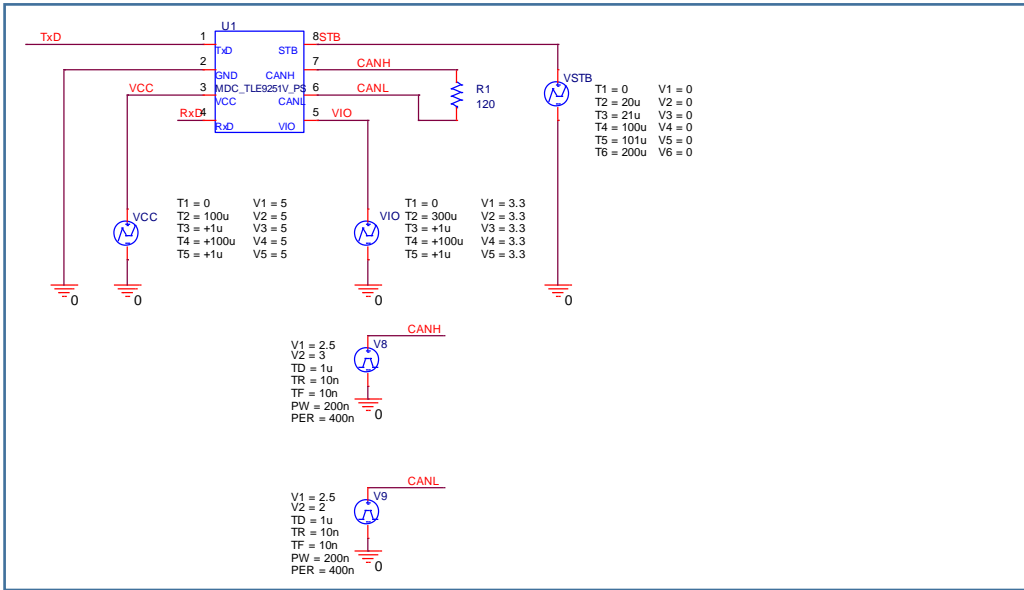 U1
TxD
1
TxD
8
STB
STB
2
GND
7
CANH
CANH
MDC_TLE9251V_PS
3
VCC
VCC
6
CANL
CANL
RxD
4
RxD
5
VIO
VIO
R1
120
VSTB
T1 = 0 V1 = 0
T2 = 20u V2 = 0
T3 = 21u V3 = 0
T4 = 100u V4 = 0
T5 = 101u V5 = 0
T6 = 200u V6 = 0
VCC
T1 = 0 V1 = 5
T2 = 100u V2 = 5
T3 = +1u V3 = 5
T4 = +100u V4 = 5
T5 = +1u V5 = 5
VIO
T1 = 0 V1 = 3.3
T2 = 300u V2 = 3.3
T3 = +1u V3 = 3.3
T4 = +100u V4 = 3.3
T5 = +1u V5 = 3.3
0
0
0
0
CANH
V8
V1 = 2.5
V2 = 3
TD = 1u
TR = 10n
TF = 10n
PW = 200n
PER = 400n
0
CANL
V9
V1 = 2.5
V2 = 2
TD = 1u
TR = 10n
TF = 10n
PW = 200n
PER = 400n
0